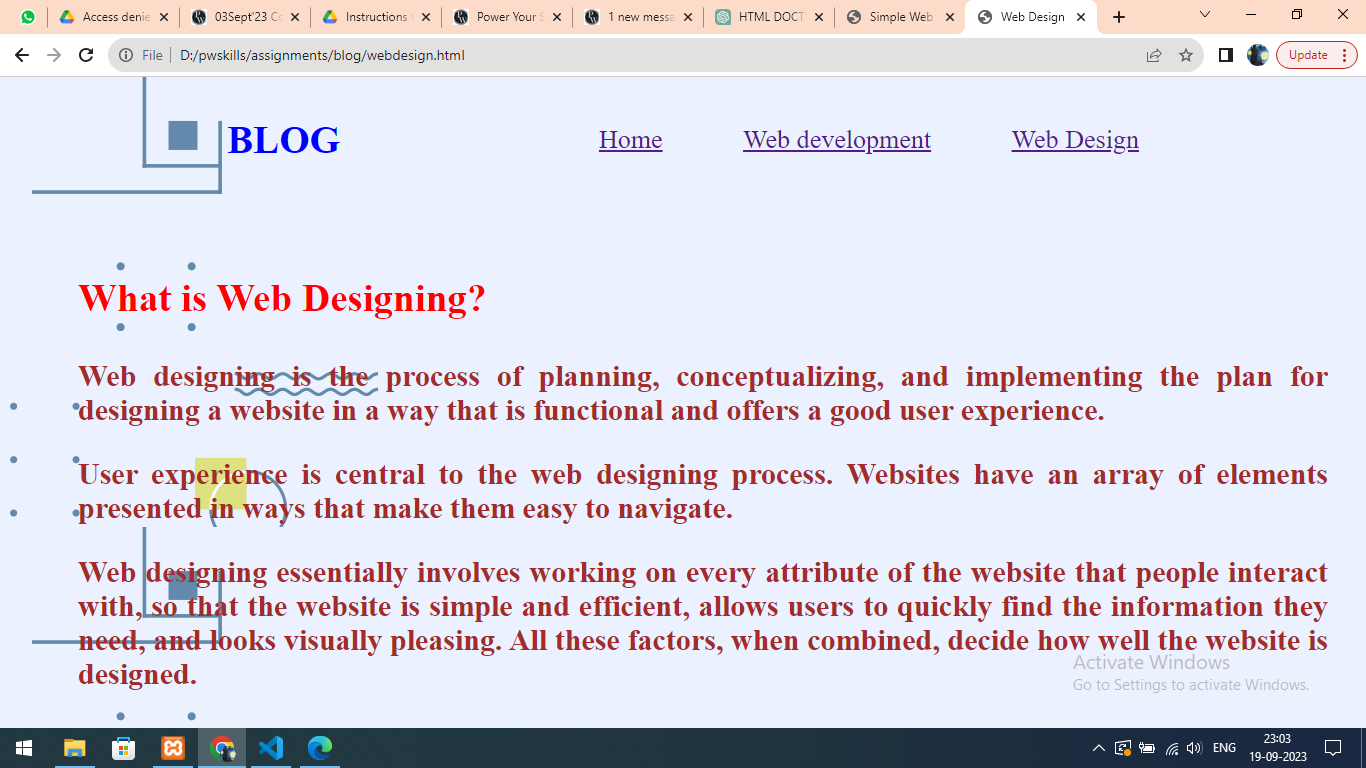 Access denie
03Sept'23 Co
Instructions
Power Your S
1 new messa
HTML DOCT
Simple Web
Web Design
File
D:/pwskills/assignments/blog/webdesign.html
Update
BLOG
Home
Web development
Web Design
What is Web Designing?
Web designing is the process of planning, conceptualizing, and implementing the plan for
designing a website in a way that is functional and offers a good user experience.
User experience is central to the web designing process. Websites have an array of elements
presented in ways that make them easy to navigate.
Web designing essentially involves working on every attribute of the website that people interact
with, so that the website is simple and efficient, allows users to quickly find the information they
need, and looks visually pleasing. All these factors, when combined, decide how well the website is
designed.
Activate Windows
Go to Settings to activate Windows.
ENG
23:03
19-09-2023